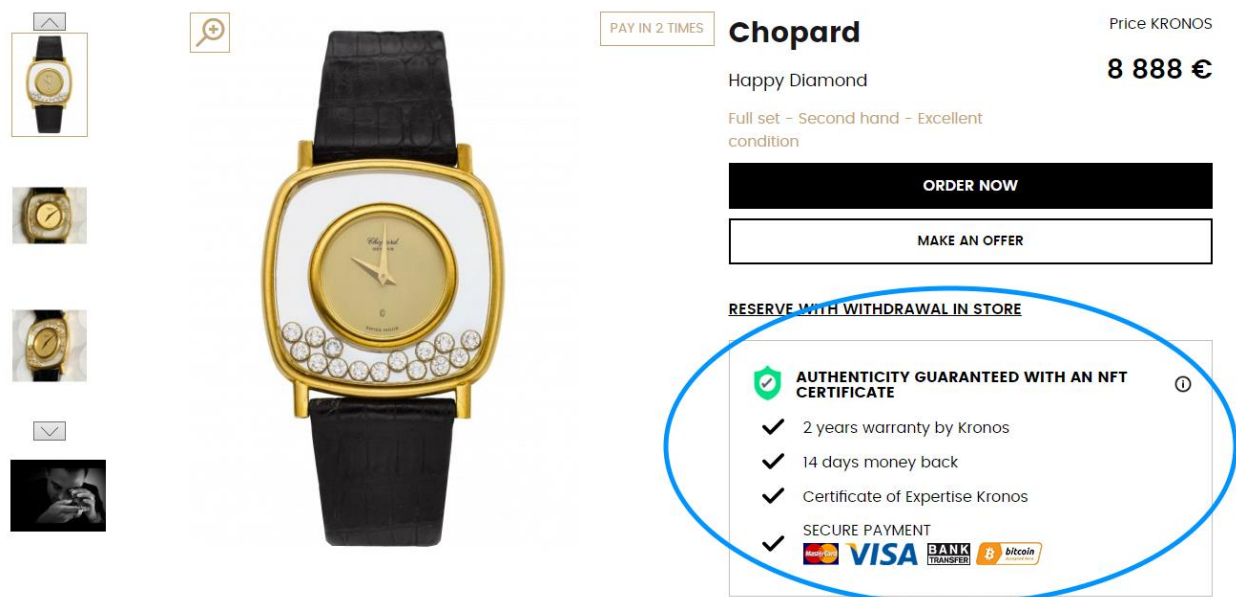 PAY IN 2 TIMES
Chopard
Price KRONOS
8 888 €
Happy Diamond
Full set - Second hand - Excellent
condition
ORDER NOW
MAKE AN OFFER
RESERVE WITH WITHDRAWAL IN STORE
AUTHENTICITY GUARANTEED WITH AN NFT
CERTIFICATE
2 years warranty by Kronos
14 days money back
Certificate of Expertise Kronos
SECURE PAYMENT
MasterCard VISA BANK TRANSFER bitcoin
Chopard
GENEVE
SWISS MADE